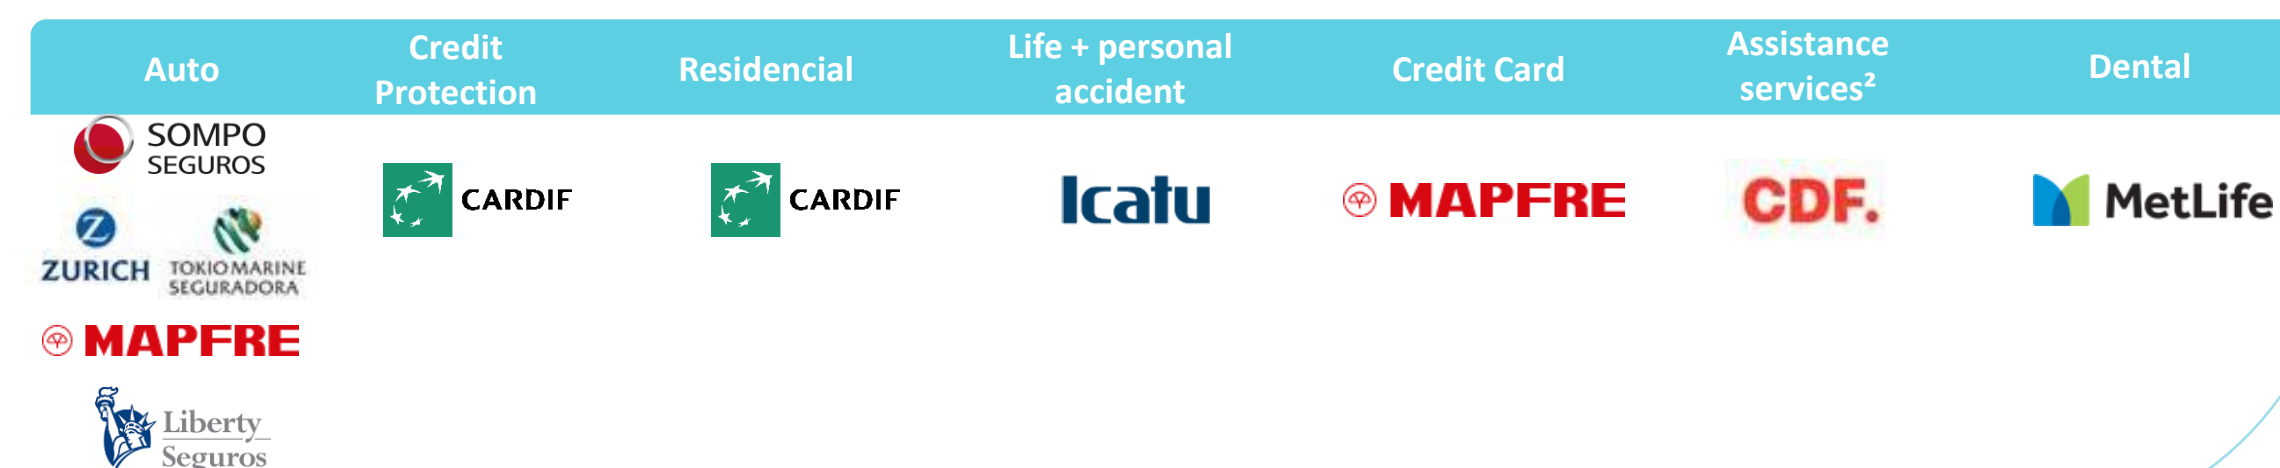 Auto
Credit
Protection
Residencial
Life + personal
accident
Credit Card
Assistance
services²
Dental
SOMPO
SEGUROS
ZURICH
TOKIO MARINE
SEGURADORA
MAPFRE
Liberty
Seguros
CARDIF
CARDIF
Icatu
MAPFRE
CDF.
MetLife